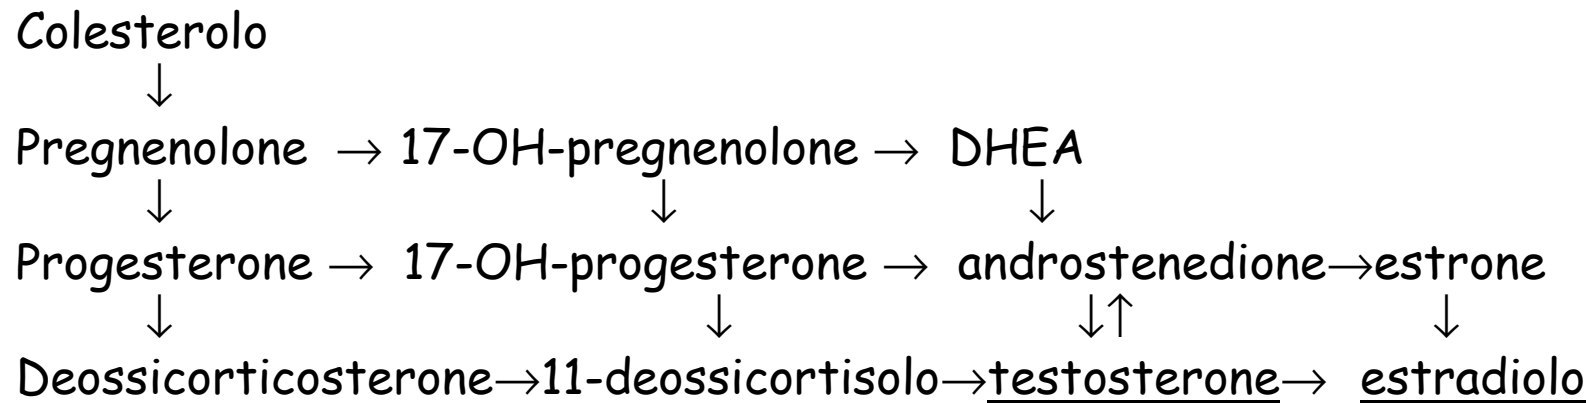 Colesterolo
↓
Pregnenolone → 17-OH-pregnenolone → DHEA
↓ ↓ ↓
Progesterone → 17-OH-progesterone → androstenedione→estrone
↓ ↓ ↓↑ ↓
Deossicorticosterone→11-deossicortisolo→testosterone→ estradiolo